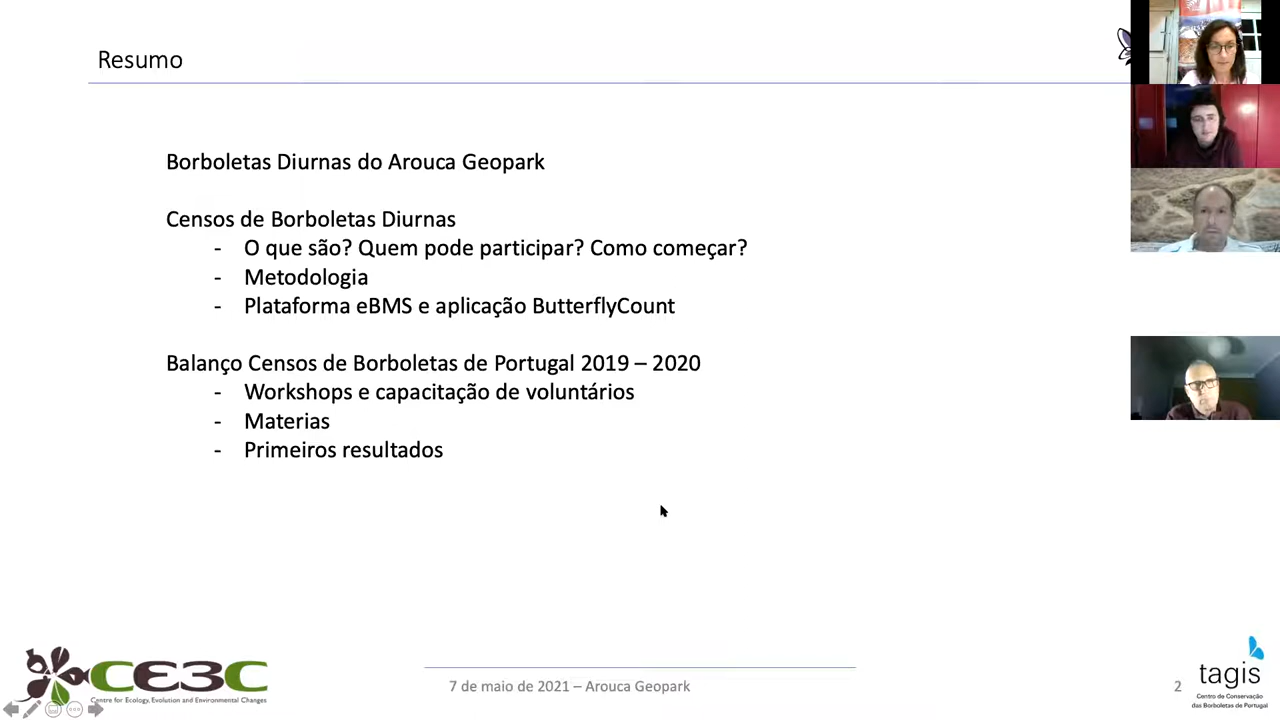 Resumo
Borboletas Diurnas do Arouca Geopark
Censos de Borboletas Diurnas
- O que são? Quem pode participar? Como começar?
- Metodologia
- Plataforma eBMS e aplicação ButterflyCount
Balanço Censos de Borboletas de Portugal 2019 – 2020
- Workshops e capacitação de voluntários
- Materias
- Primeiros resultados
CE3C
Centre for Ecology, Evolution and Environmental Changes
7 de maio de 2021 – Arouca Geopark
2
tagis
Centro de Conservação
das Borboletas de Portugal